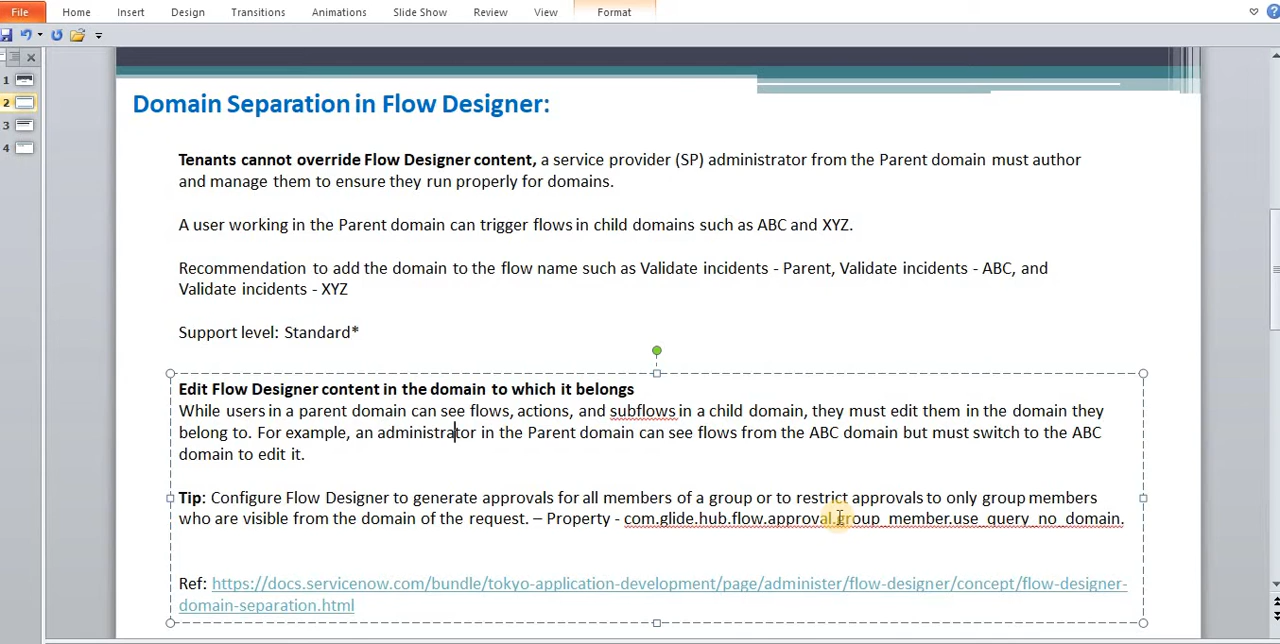 File Home Insert Design Transitions Animations Slide Show Review View Format
1
2
3
4
Domain Separation in Flow Designer:
Tenants cannot override Flow Designer content, a service provider (SP) administrator from the Parent domain must author
and manage them to ensure they run properly for domains.
A user working in the Parent domain can trigger flows in child domains such as ABC and XYZ.
Recommendation to add the domain to the flow name such as Validate incidents - Parent, Validate incidents - ABC, and
Validate incidents - XYZ
Support level: Standard*
Edit Flow Designer content in the domain to which it belongs
While users in a parent domain can see flows, actions, and subflows in a child domain, they must edit them in the domain they
belong to. For example, an administrator in the Parent domain can see flows from the ABC domain but must switch to the ABC
domain to edit it.
Tip: Configure Flow Designer to generate approvals for all members of a group or to restrict approvals to only group members
who are visible from the domain of the request. – Property - com.glide.hub.flow.approval.group_member.use_query_no_domain.
Ref: https://docs.servicenow.com/bundle/tokyo-application-development/page/administer/flow-designer/concept/flow-designer-
domain-separation.html